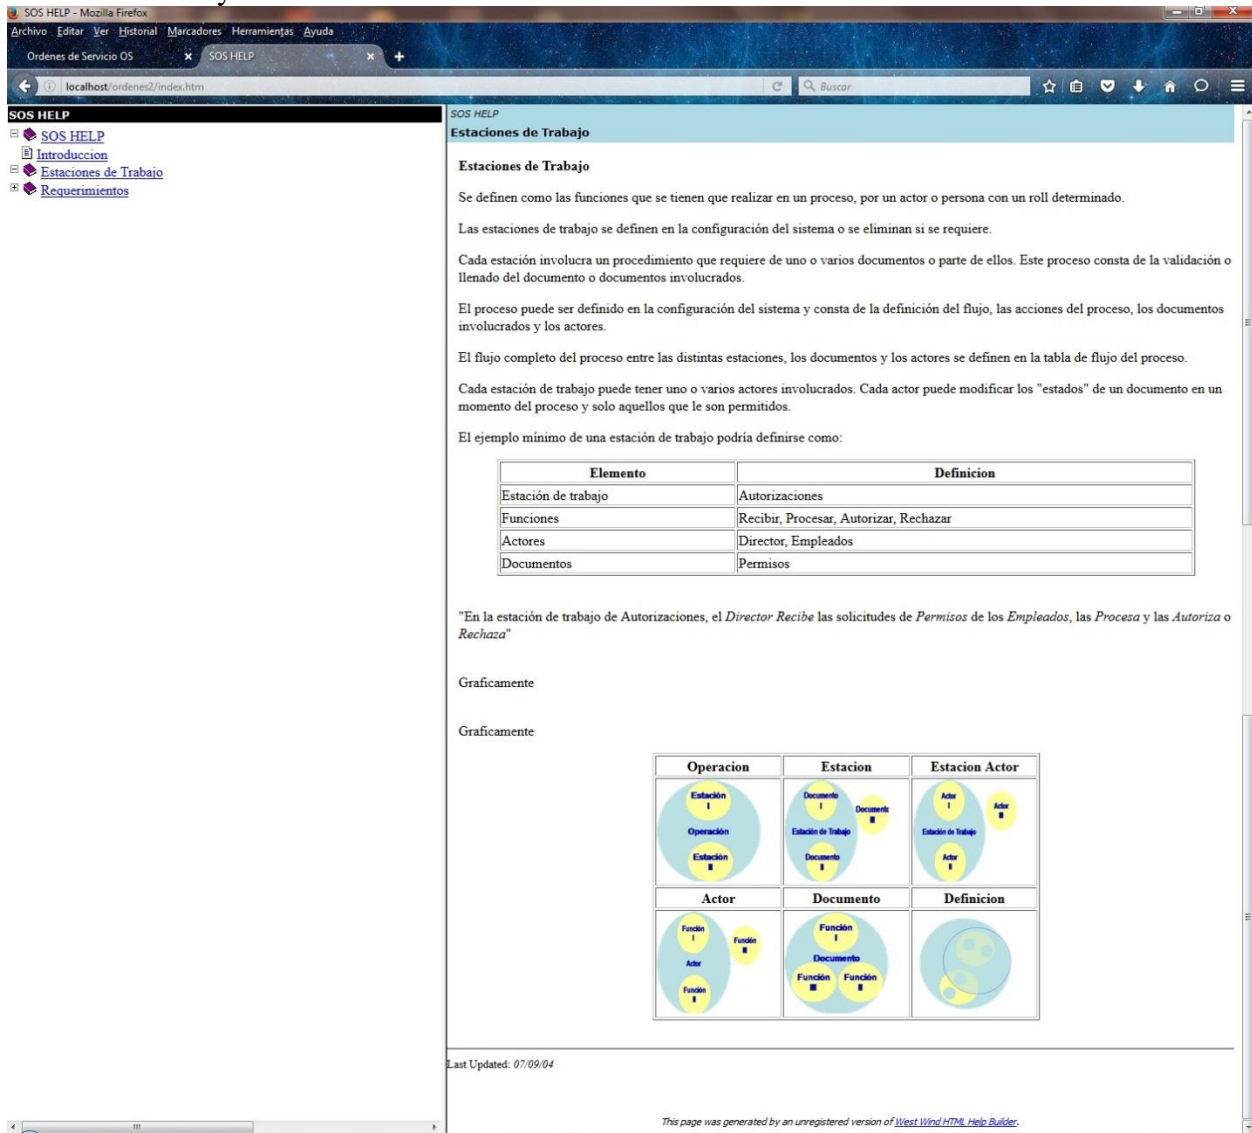 SOS HELP - Mozilla Firefox
Archivo Editar Ver Historial Marcadores Herramientas Ayuda
Ordenes de Servicio OS
SOS HELP
localhost/ordenes2/index.htm
Buscar
SOS HELP
SOS HELP
Introduccion
Estaciones de Trabajo
Requerimientos
SOS HELP
Estaciones de Trabajo
Estaciones de Trabajo
Se definen como las funciones que se tienen que realizar en un proceso, por un actor o persona con un roll determinado.
Las estaciones de trabajo se definen en la configuración del sistema o se eliminan si se requiere.
Cada estación involucra un procedimiento que requiere de uno o varios documentos o parte de ellos. Este proceso consta de la validación o
llenado del documento o documentos involucrados.
El proceso puede ser definido en la configuración del sistema y consta de la definición del flujo, las acciones del proceso, los documentos
involucrados y los actores.
El flujo completo del proceso entre las distintas estaciones, los documentos y los actores se definen en la tabla de flujo del proceso.
Cada estación de trabajo puede tener uno o varios actores involucrados. Cada actor puede modificar los "estados" de un documento en un
momento del proceso y solo aquellos que le son permitidos.
El ejemplo mínimo de una estación de trabajo podría definirse como:
Elemento Definicion
Estación de trabajo Autorizaciones
Funciones Recibir, Procesar, Autorizar, Rechazar
Actores Director, Empleados
Documentos Permisos
"En la estación de trabajo de Autorizaciones, el Director Recibe las solicitudes de Permisos de los Empleados, las Procesa y las Autoriza o
Rechaza"
Graficamente
Graficamente
Operacion Estacion Estacion Actor
Estación
I
Operación
Estación
II
Documento
I
Documento
III
Estación de Trabajo
Documento
II
Actor
I
Actor
III
Estación de Trabajo
Actor
II
Actor Documento Definicion
Función
I
Función
III
Actor
Función
II
Función
I
Documento
Función Función
III II
Last Updated: 07/09/04
This page was generated by an unregistered version of West Wind HTML Help Builder.